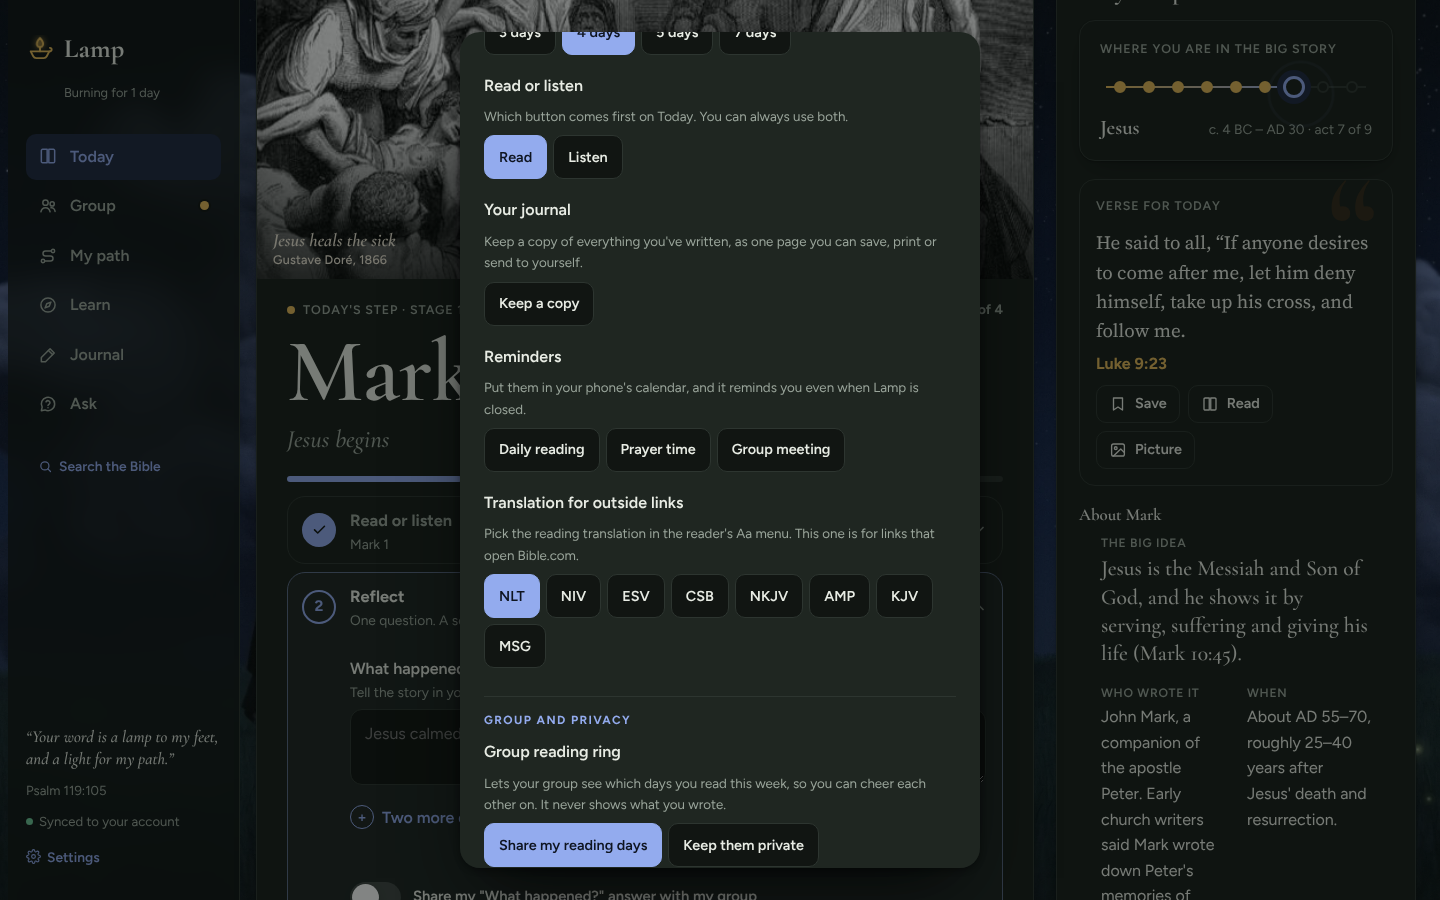 Lamp
Burning for 1 day
Today
Group
My path
Learn
Journal
Ask
Search the Bible
“Your word is a lamp to my feet,
and a light for my path.”
Psalm 119:105
Synced to your account
Settings
Jesus heals the sick
Gustave Doré, 1866
TODAY'S STEP · STAGE
of 4
Mark
Jesus begins
Read or listen
Mark 1
2
Reflect
One question. A
What happened
Tell the story in
Jesus calmed
Two more
Share my "What happened?" answer with my group
3 days
4 days
5 days
7 days
Read or listen
Which button comes first on Today. You can always use both.
Read
Listen
Your journal
Keep a copy of everything you've written, as one page you can save, print or
send to yourself.
Keep a copy
Reminders
Put them in your phone's calendar, and it reminds you even when Lamp is
closed.
Daily reading
Prayer time
Group meeting
Translation for outside links
Pick the reading translation in the reader's Aa menu. This one is for links that
open Bible.com.
NLT
NIV
ESV
CSB
NKJV
AMP
KJV
MSG
GROUP AND PRIVACY
Group reading ring
Lets your group see which days you read this week, so you can cheer each
other on. It never shows what you wrote.
Share my reading days
Keep them private
WHERE YOU ARE IN THE BIG STORY
Jesus
c. 4 BC – AD 30 · act 7 of 9
VERSE FOR TODAY
He said to all, “If anyone desires
to come after me, let him deny
himself, take up his cross, and
follow me.
Luke 9:23
Save
Read
Picture
About Mark
THE BIG IDEA
Jesus is the Messiah and Son of
God, and he shows it by
serving, suffering and giving his
life (Mark 10:45).
WHO WROTE IT
John Mark, a
companion of
the apostle
Peter. Early
church writers
said Mark wrote
down Peter's
memories of
WHEN
About AD 55–70,
roughly 25–40
years after
Jesus' death and
resurrection.